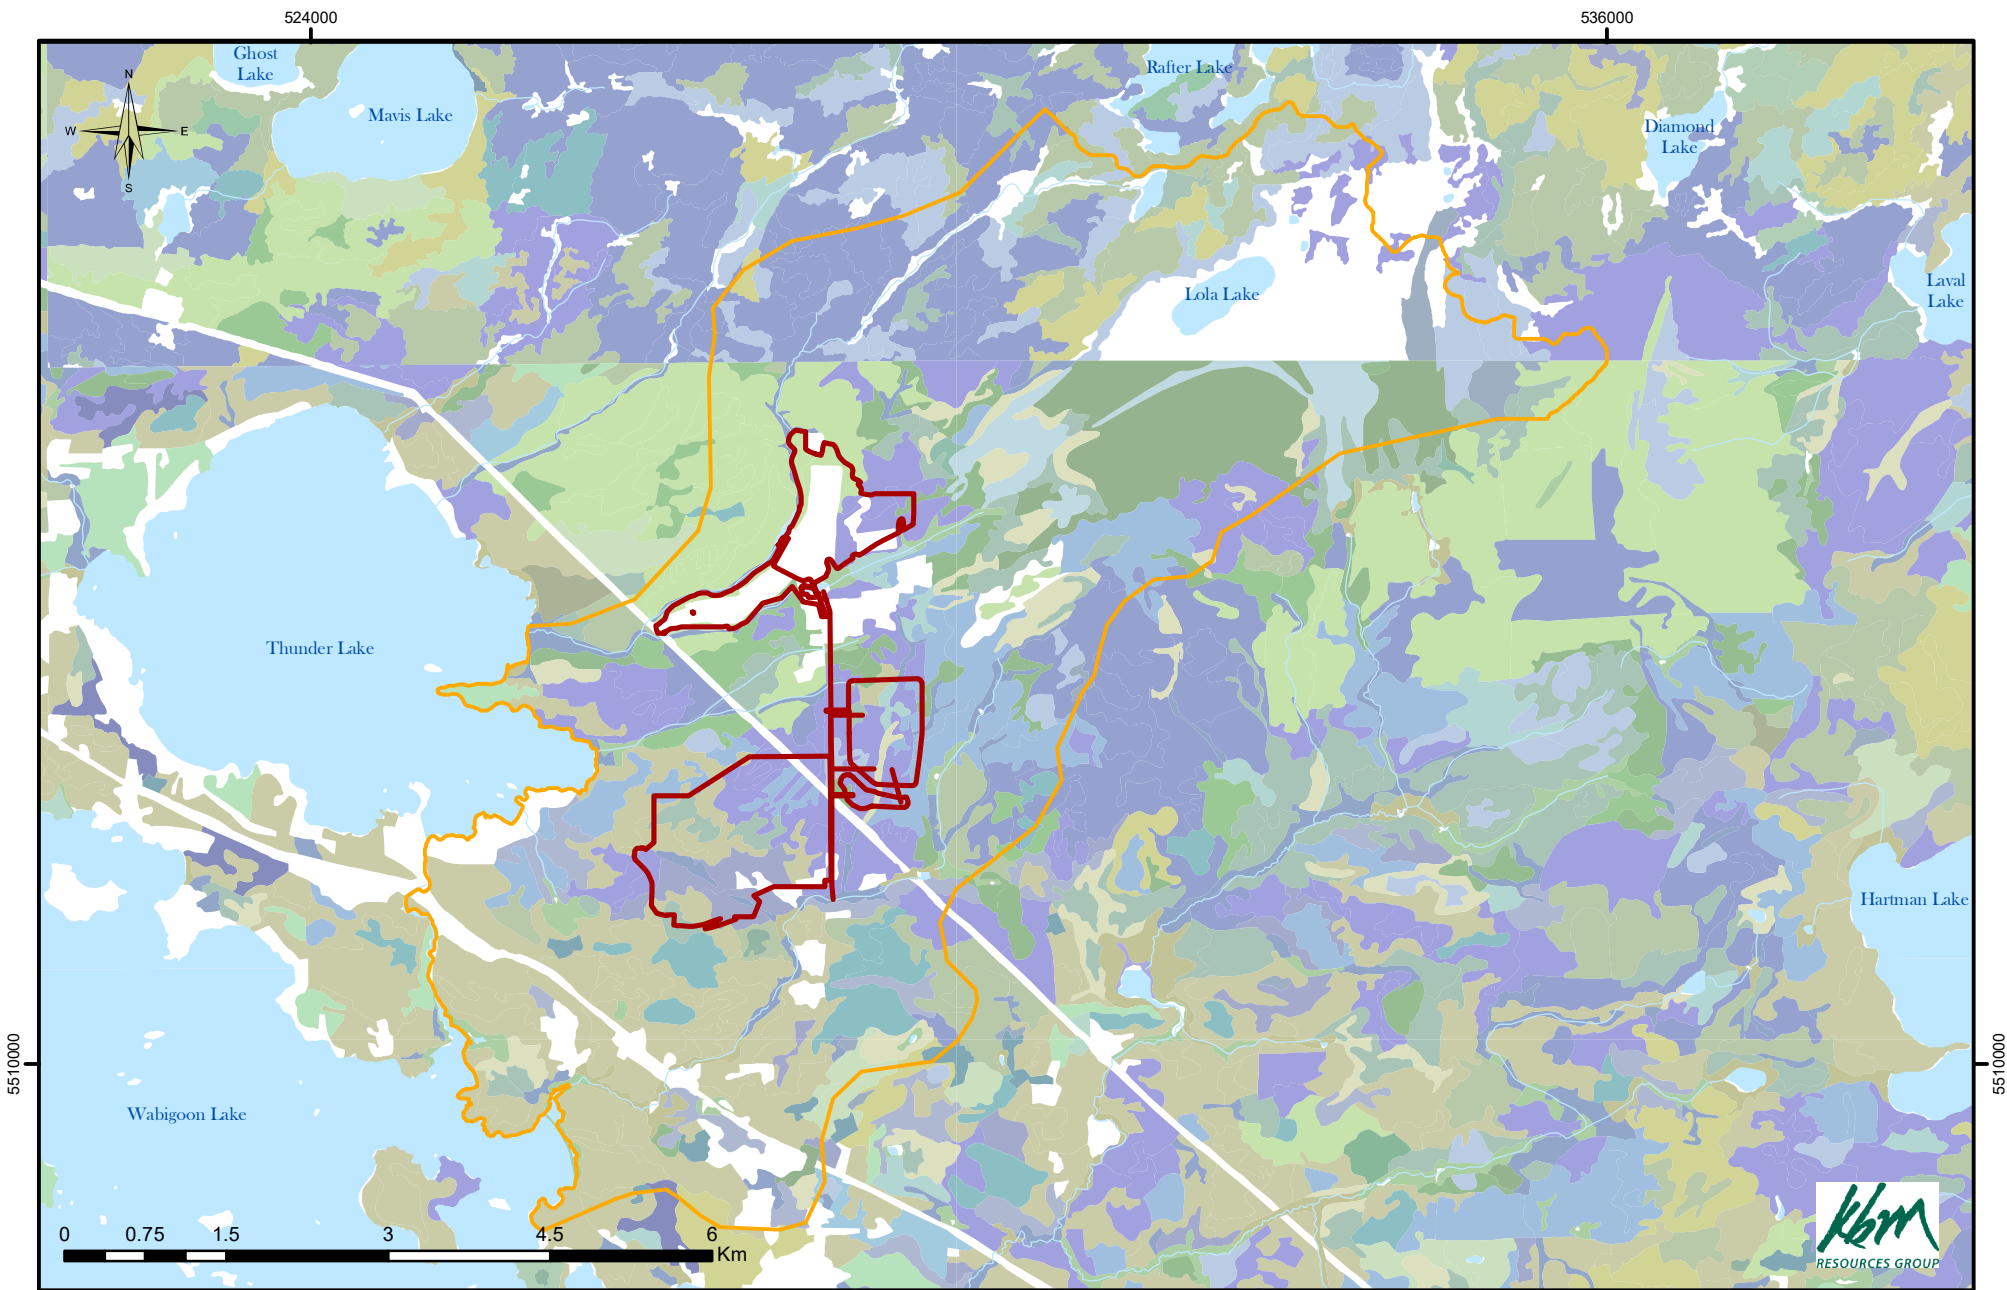 524000
536000
Ghost
Lake
Mavis Lake
Rafter Lake
Diamond
Lake
N
W
E
S
Lola Lake
Laval
Lake
Thunder Lake
Hartman Lake
5510000
5510000
Wabigoon Lake
0
0.75
1.5
3
4.5
6
Km
kbm
RESOURCES GROUP